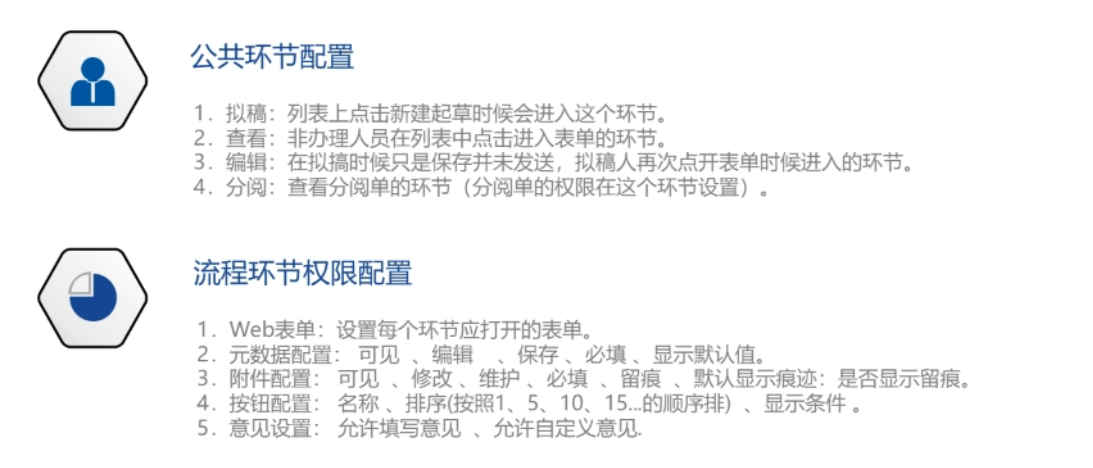 公共环节配置
1. 拟稿：列表上点击新建起草时候会进入这个环节。
2. 查看：非办理人员在列表中点击进入表单的环节。
3. 编辑：在拟搞时候只是保存并未发送，拟稿人再次点开表单时候进入的环节。
4. 分阅：查看分阅单的环节（分阅单的权限在这个环节设置）。
流程环节权限配置
1. Web表单：设置每个环节应打开的表单。
2. 元数据配置： 可见 、编辑 、保存 、必填 、显示默认值。
3. 附件配置： 可见 、修改 、维护 、必填 、留痕 、默认显示痕迹：是否显示留痕。
4. 按钮配置： 名称 、排序(按照1、5、10、15...的顺序排) 、显示条件 。
5. 意见设置： 允许填写意见 、允许自定义意见.